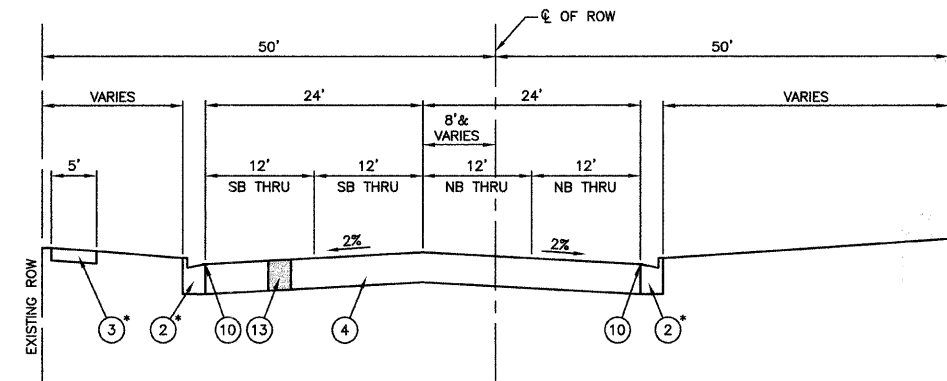 ℄ OF ROW
50'
50'
VARIES
24'
24'
VARIES
8'&
VARIES
5'
12'
SB THRU
12'
SB THRU
12'
NB THRU
12'
NB THRU
2%
2%
EXISTING ROW
3*
2*
10
13
4
10
2*